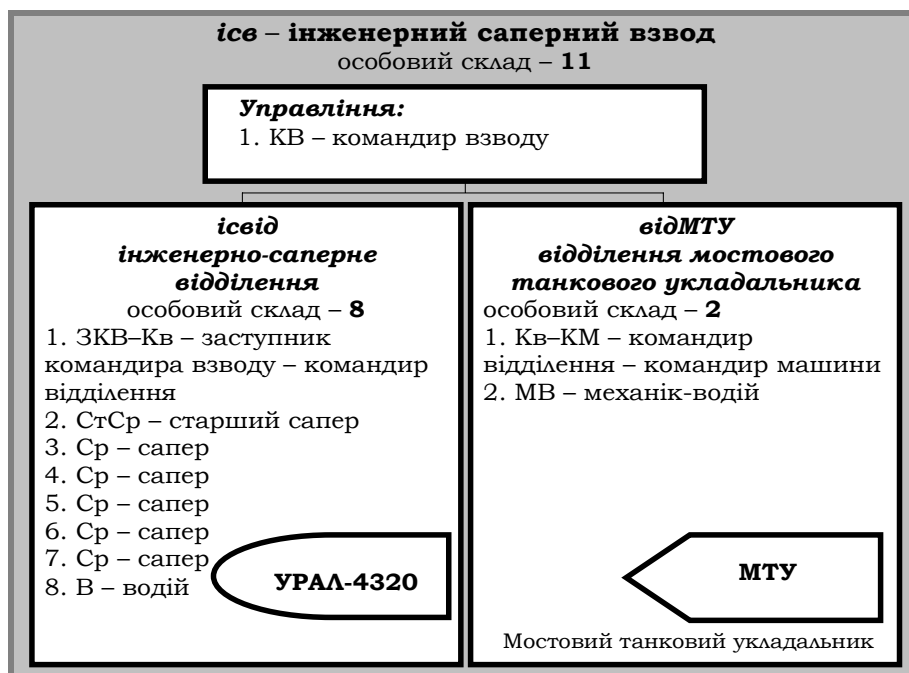 ісв – інженерний саперний взвод
особовий склад – 11
Управління:
1. КВ – командир взводу
ісвід
інженерно-саперне
відділення
особовий склад – 8
1. ЗКВ–Кв – заступник
командира взводу – командир
відділення
2. СтСр – старший сапер
3. Ср – сапер
4. Ср – сапер
5. Ср – сапер
6. Ср – сапер
7. Ср – сапер
8. В – водій
УРАЛ-4320
відМТУ
відділення мостового
танкового укладальника
особовий склад – 2
1. Кв–КМ – командир
відділення – командир машини
2. МВ – механік-водій
МТУ
Мостовий танковий укладальник